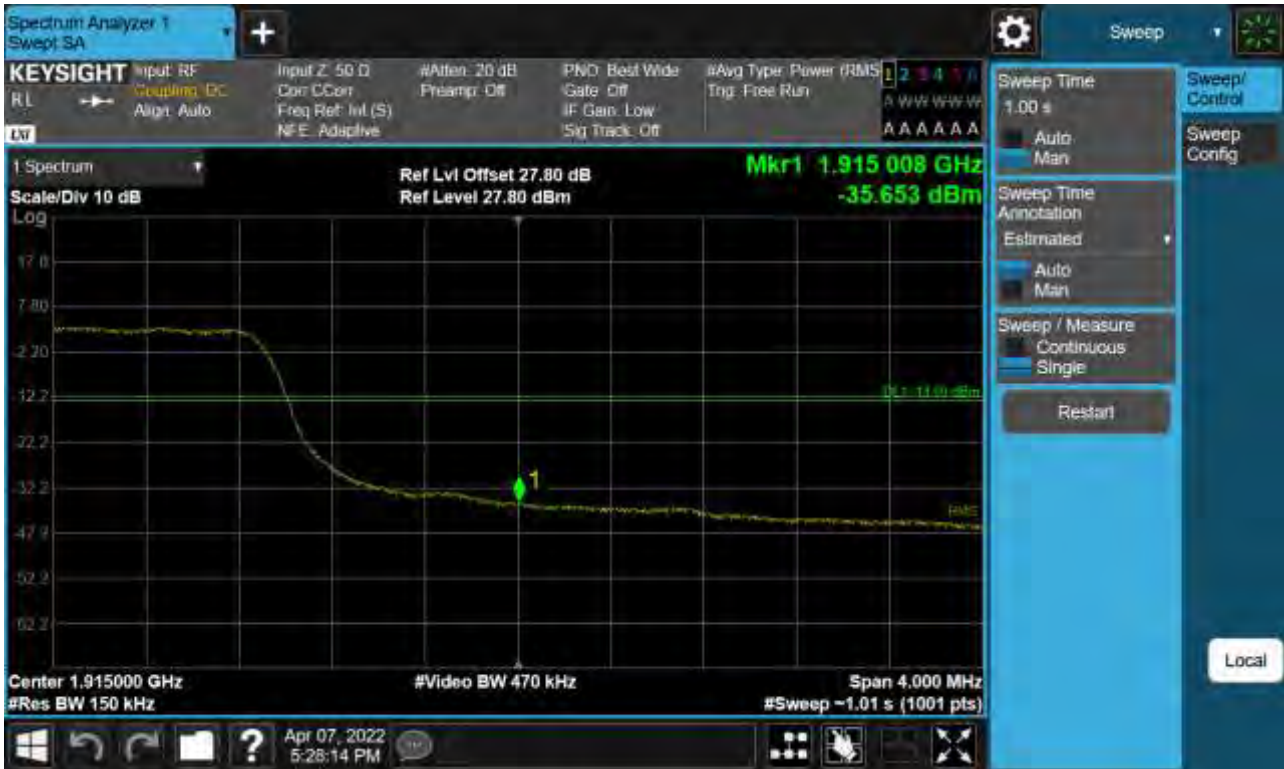 Spectrum Analyzer 1
Swept SA
+
Sweep
KEYSIGHT
RL
Input: RF
Coupling: DC
Align: Auto
Input Z: 50 Ω
Corr CCorr
Freq Ref: Int (S)
NFE: Adaptive
#Atten: 20 dB
Preamp: Off
PNO: Best Wide
Gate: Off
IF Gain: Low
Sig Track: Off
#Avg Type: Power (RMS
Trig: Free Run
1 2 3 4 5 6
A W W W W W
A A A A A A
1 Spectrum
Scale/Div 10 dB
Ref Lvl Offset 27.80 dB
Ref Level 27.80 dBm
Mkr1 1.915 008 GHz
-35.653 dBm
Log
17.8
7.80
-2.20
-12.2
-22.2
-32.2
-42.2
-52.2
-62.2
DL1 -13.00 dBm
1
RMS
Center 1.915000 GHz
#Video BW 470 kHz
Span 4.000 MHz
#Res BW 150 kHz
#Sweep ~1.01 s (1001 pts)
Sweep Time
1.00 s
Auto
Man
Sweep Time
Annotation
Estimated
Auto
Man
Sweep / Measure
Continuous
Single
Restart
Sweep/
Control
Sweep
Config
Local
?
Apr 07, 2022
5:28:14 PM